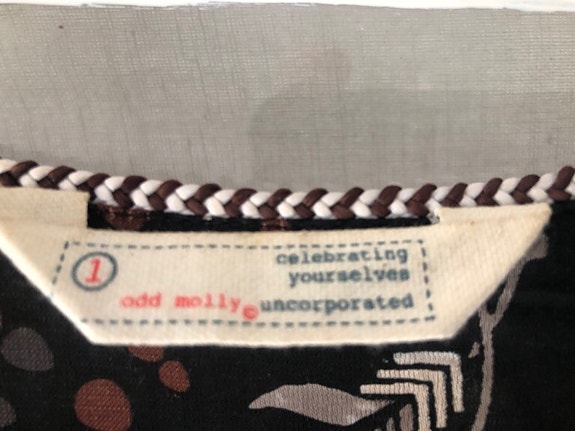 1
celebrating
yourselves
odd molly© uncorporated